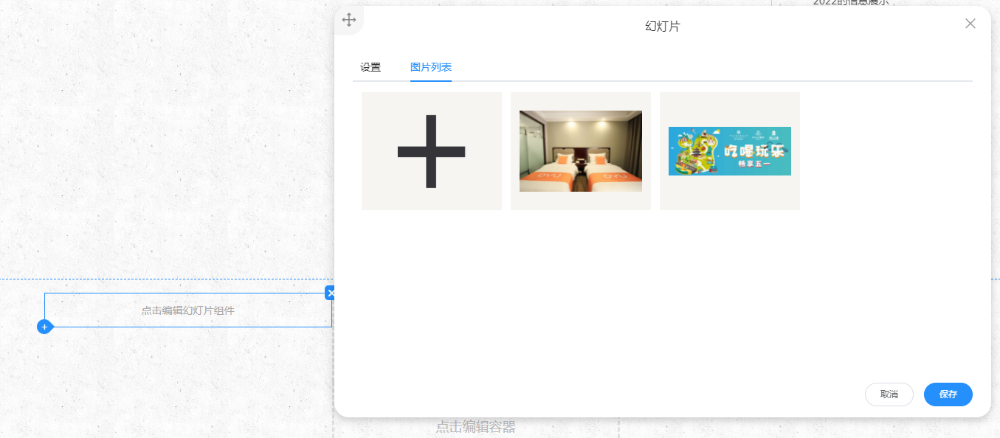 2022的信息展示
幻灯片
设置
图片列表
吃喝玩乐
畅享五一
点击编辑幻灯片组件
取消
保存
点击编辑容器